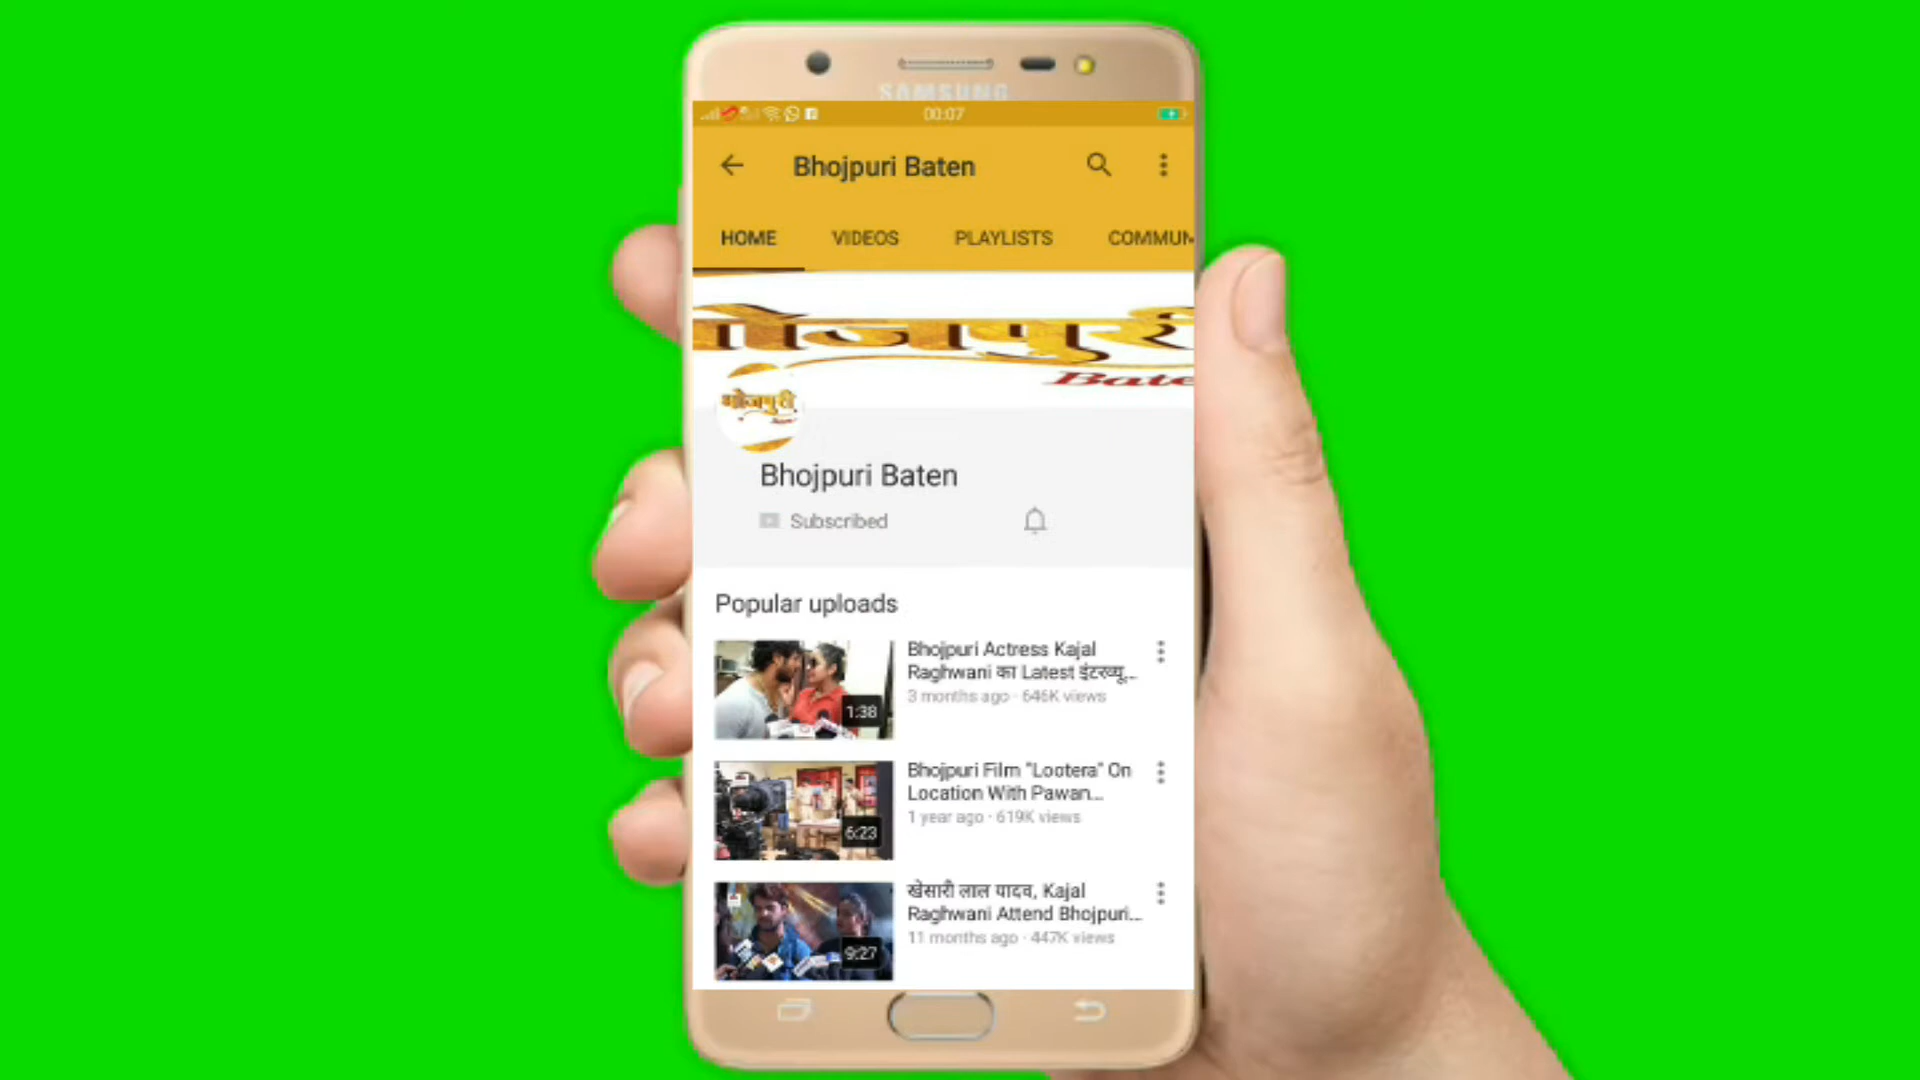 SAMSUNG
00:07
Bhojpuri Baten
HOME VIDEOS PLAYLISTS COMMUN
भोजपुरी
Bate
भोजपुरी
Bhojpuri Baten
Subscribed
Popular uploads
Bhojpuri Actress Kajal
Raghwani का Latest इंटरव्यू...
3 months ago · 646K views
1:38
Bhojpuri Film "Lootera" On
Location With Pawan...
1 year ago · 619K views
6:23
खेसारी लाल यादव, Kajal
Raghwani Attend Bhojpuri...
11 months ago · 447K views
9:27